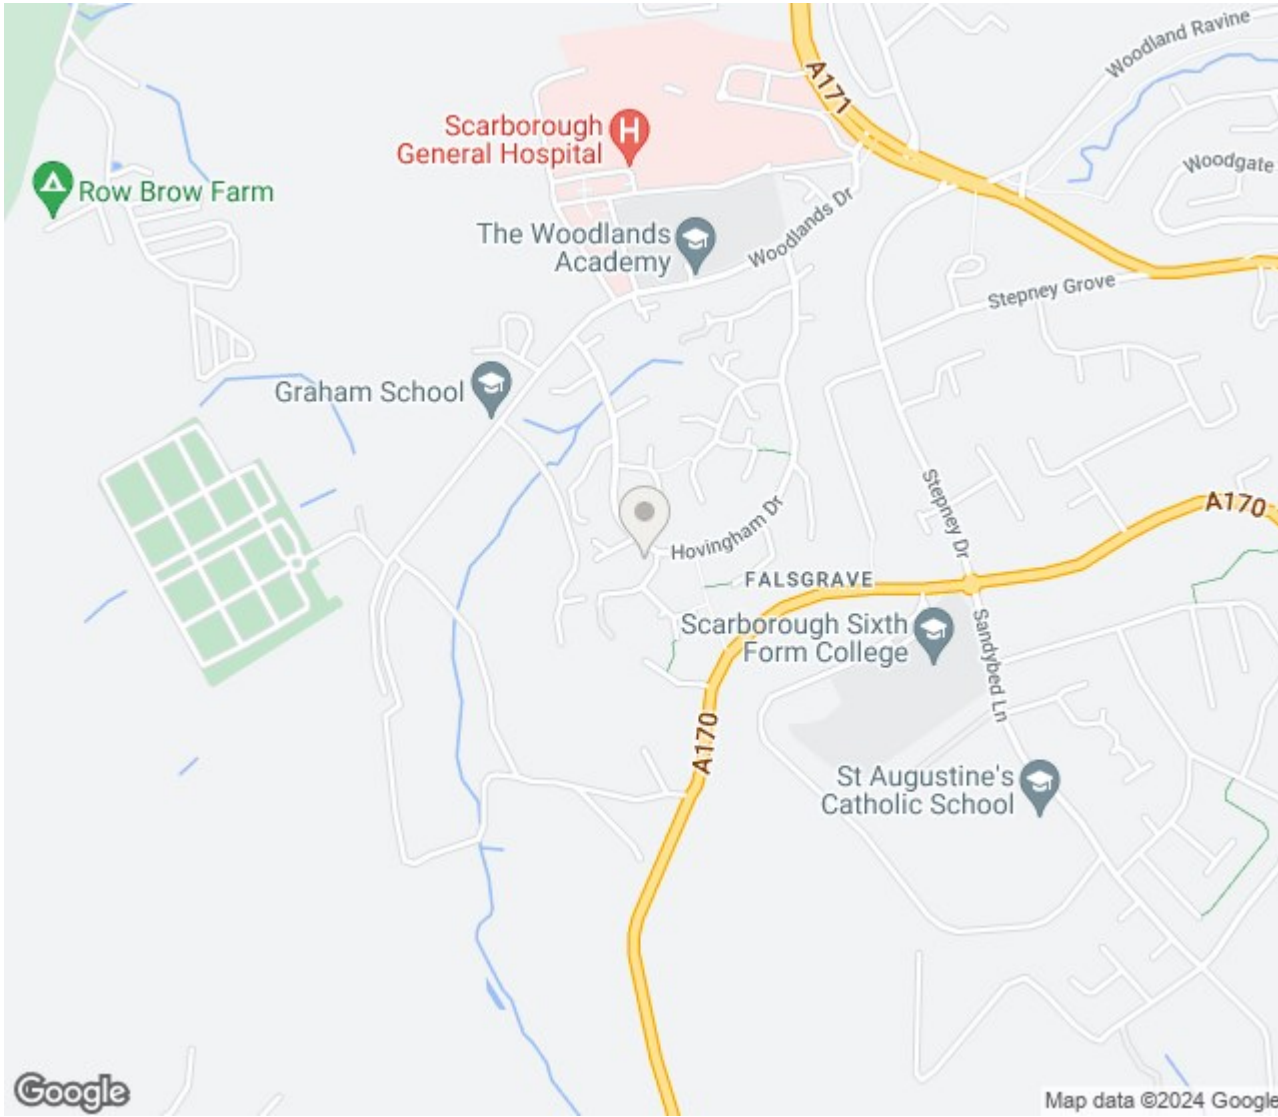 Woodland Ravine
A171
Scarborough
General Hospital
H
Woodgate
Row Brow Farm
Woodlands Dr
The Woodlands
Academy
Stepney Grove
Graham School
Stepney Dr
A170
Hovingham Dr
FALSGRAVE
Scarborough Sixth
Form College
Sandybed Ln
A170
St Augustine's
Catholic School
Google
Map data ©2024 Google